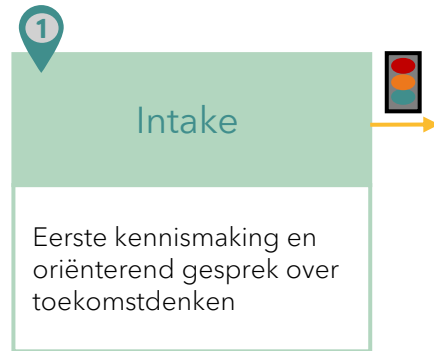 1
Intake
Eerste kennismaking en
oriënterend gesprek over
toekomstdenken